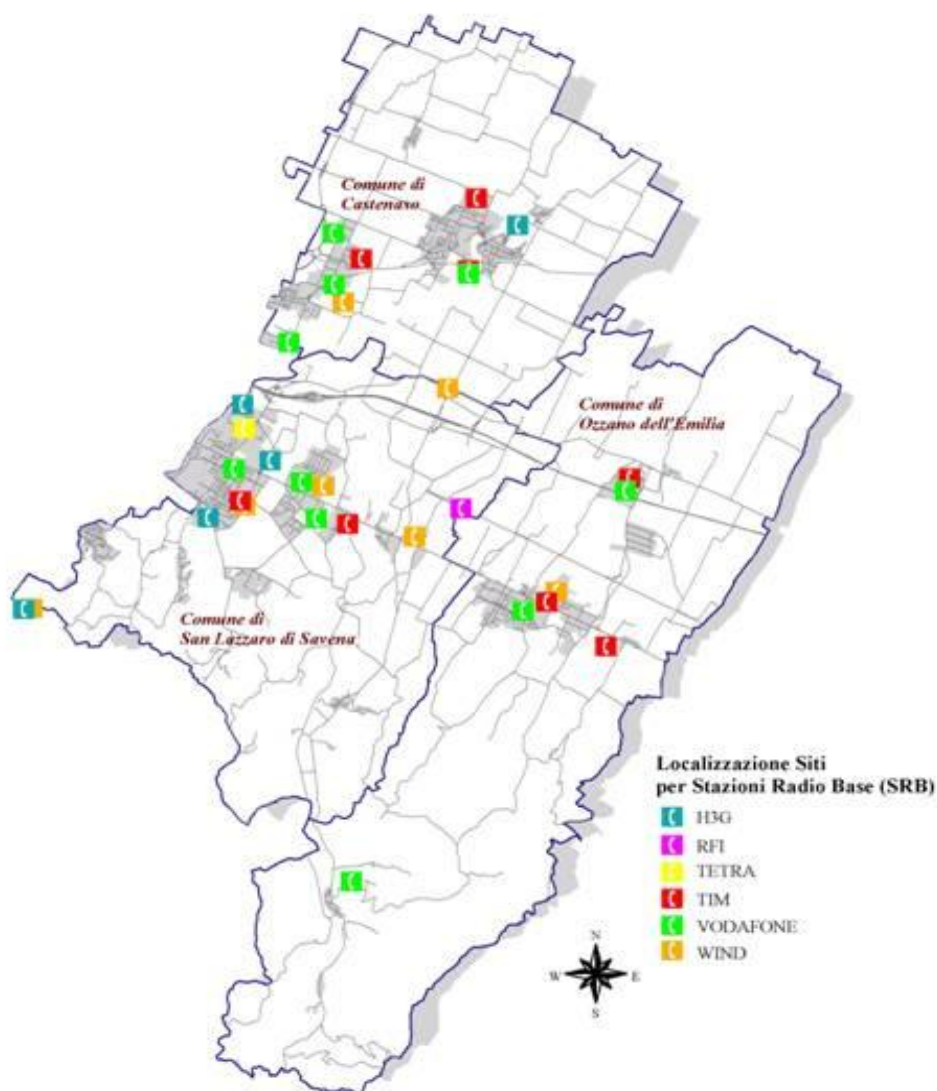 Comune di
Castenaso
Comune di
Ozzano dell'Emilia
Comune di
San Lazzaro di Savena
Localizzazione Siti
per Stazioni Radio Base (SRB)
H3G
RFI
TETRA
TIM
VODAFONE
WIND
N
W E
S